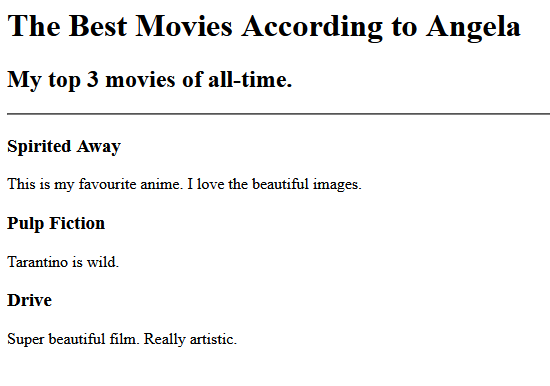 The Best Movies According to Angela
My top 3 movies of all-time.
Spirited Away
This is my favourite anime. I love the beautiful images.
Pulp Fiction
Tarantino is wild.
Drive
Super beautiful film. Really artistic.